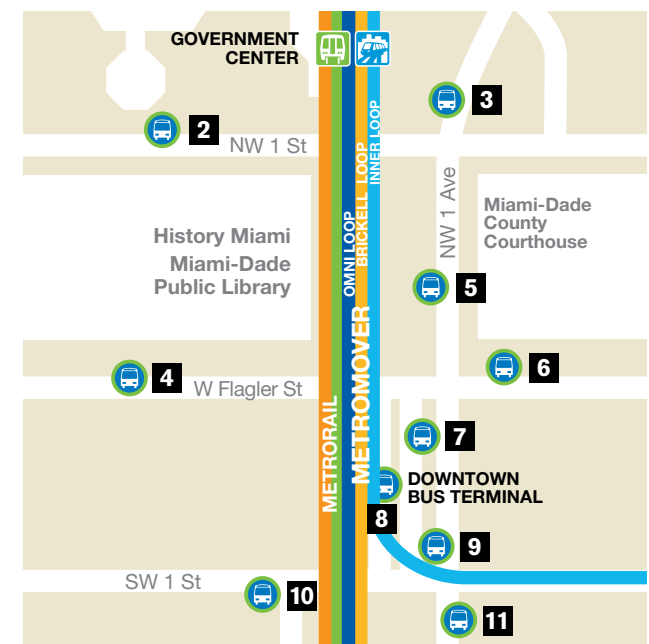 GOVERNMENT
CENTER
3
2
NW 1 St
INNER LOOP
BRICKELL LOOP
OMNI LOOP
NW 1 Ave
Miami-Dade
County
Courthouse
History Miami
Miami-Dade
Public Library
5
METROMOVER
6
4
W Flagler St
METRORAIL
7
DOWNTOWN
BUS TERMINAL
8
9
SW 1 St
10
11